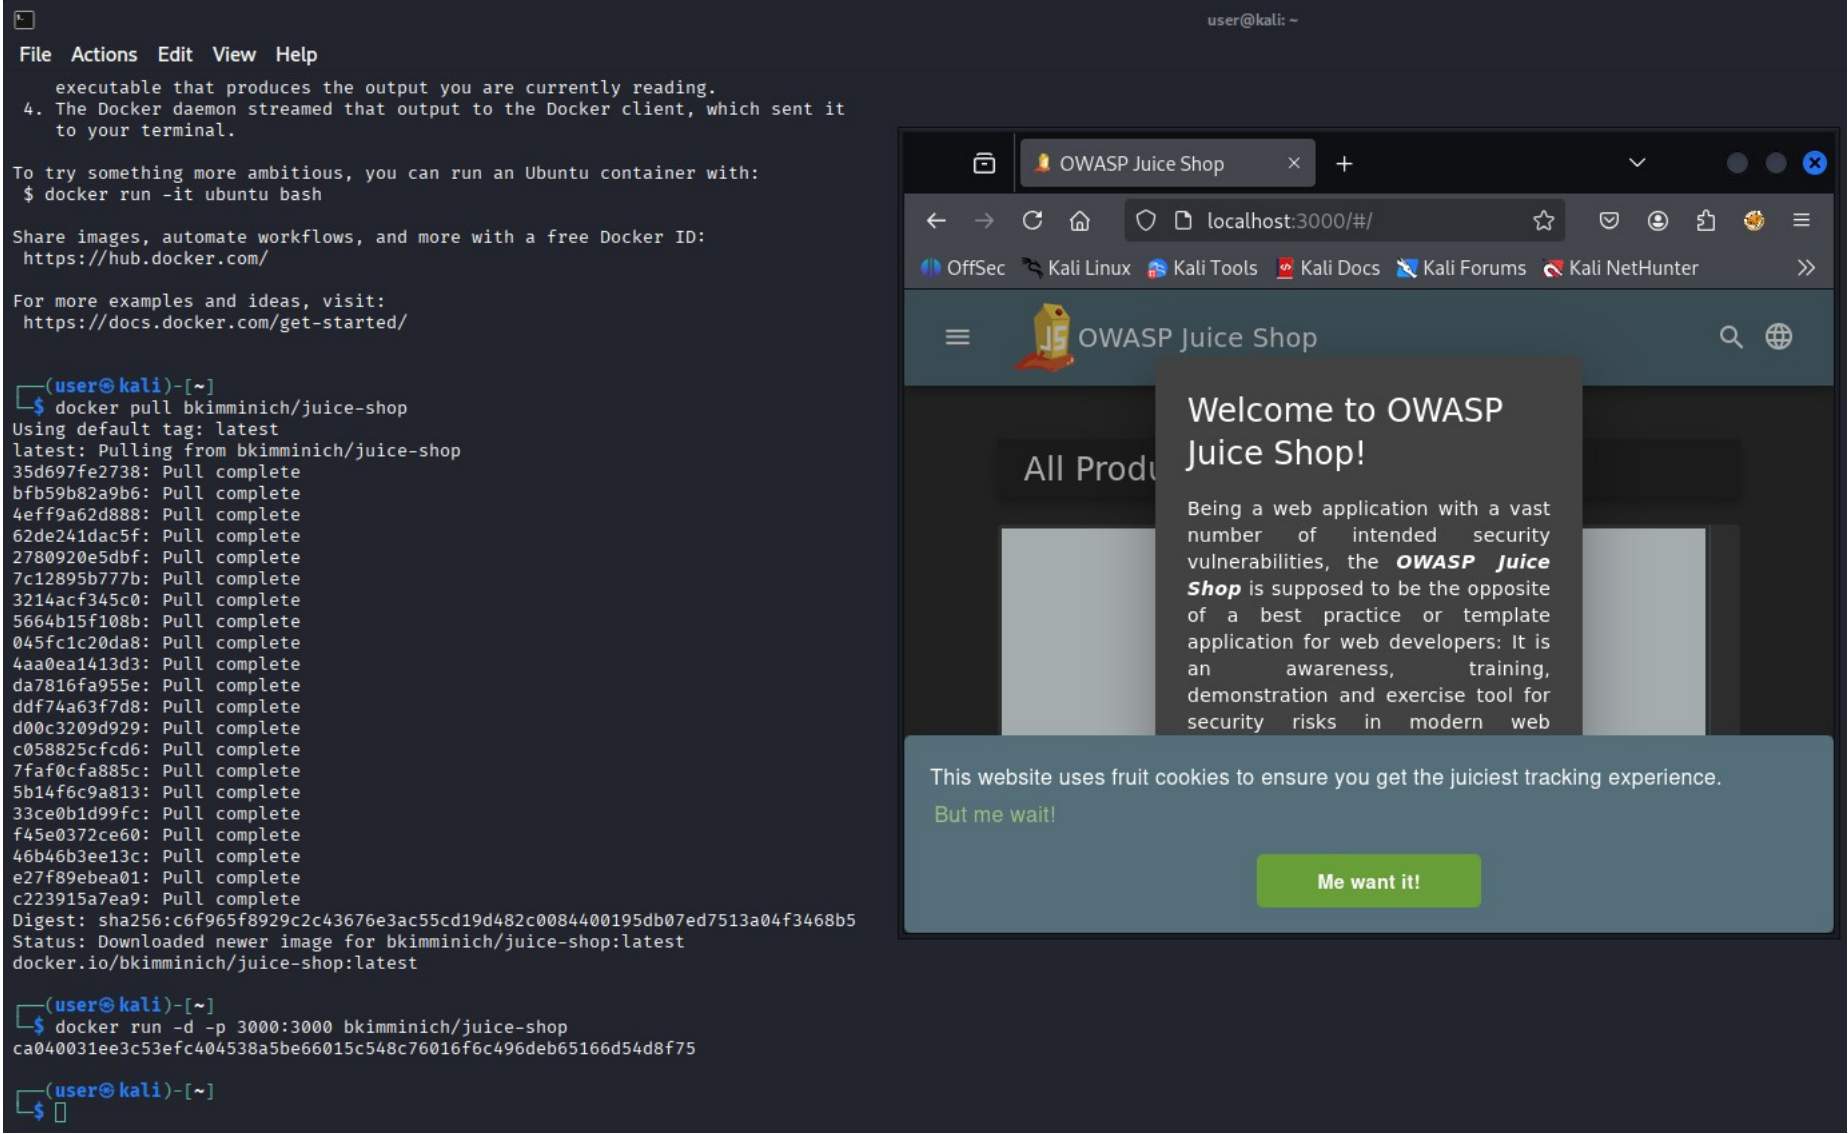 user@kali: ~
File Actions Edit View Help
executable that produces the output you are currently reading.
4. The Docker daemon streamed that output to the Docker client, which sent it
to your terminal.
To try something more ambitious, you can run an Ubuntu container with:
$ docker run -it ubuntu bash
Share images, automate workflows, and more with a free Docker ID:
https://hub.docker.com/
For more examples and ideas, visit:
https://docs.docker.com/get-started/
(user㉿kali)-[~]
$ docker pull bkimminich/juice-shop
Using default tag: latest
latest: Pulling from bkimminich/juice-shop
35d697fe2738: Pull complete
bfb59b82a9b6: Pull complete
4eff9a62d888: Pull complete
62de241dac5f: Pull complete
2780920e5dbf: Pull complete
7c12895b777b: Pull complete
3214acf345c0: Pull complete
5664b15f108b: Pull complete
045fc1c20da8: Pull complete
4aa0ea1413d3: Pull complete
da7816fa955e: Pull complete
ddf74a63f7d8: Pull complete
d00c3209d929: Pull complete
c058825cfcd6: Pull complete
7faf0cfa885c: Pull complete
5b14f6c9a813: Pull complete
33ce0b1d99fc: Pull complete
f45e0372ce60: Pull complete
46b46b3ee13c: Pull complete
e27f89ebea01: Pull complete
c223915a7ea9: Pull complete
Digest: sha256:c6f965f8929c2c43676e3ac55cd19d482c0084400195db07ed7513a04f3468b5
Status: Downloaded newer image for bkimminich/juice-shop:latest
docker.io/bkimminich/juice-shop:latest
(user㉿kali)-[~]
$ docker run -d -p 3000:3000 bkimminich/juice-shop
ca040031ee3c53efc404538a5be66015c548c76016f6c496deb65166d54d8f75
(user㉿kali)-[~]
$
OWASP Juice Shop
localhost:3000/#/
OffSec Kali Linux Kali Tools Kali Docs Kali Forums Kali NetHunter
JS OWASP Juice Shop
All Produ
Welcome to OWASP
Juice Shop!
Being a web application with a vast
number of intended security
vulnerabilities, the OWASP Juice
Shop is supposed to be the opposite
of a best practice or template
application for web developers: It is
an awareness, training,
demonstration and exercise tool for
security risks in modern web
This website uses fruit cookies to ensure you get the juiciest tracking experience.
But me wait!
Me want it!